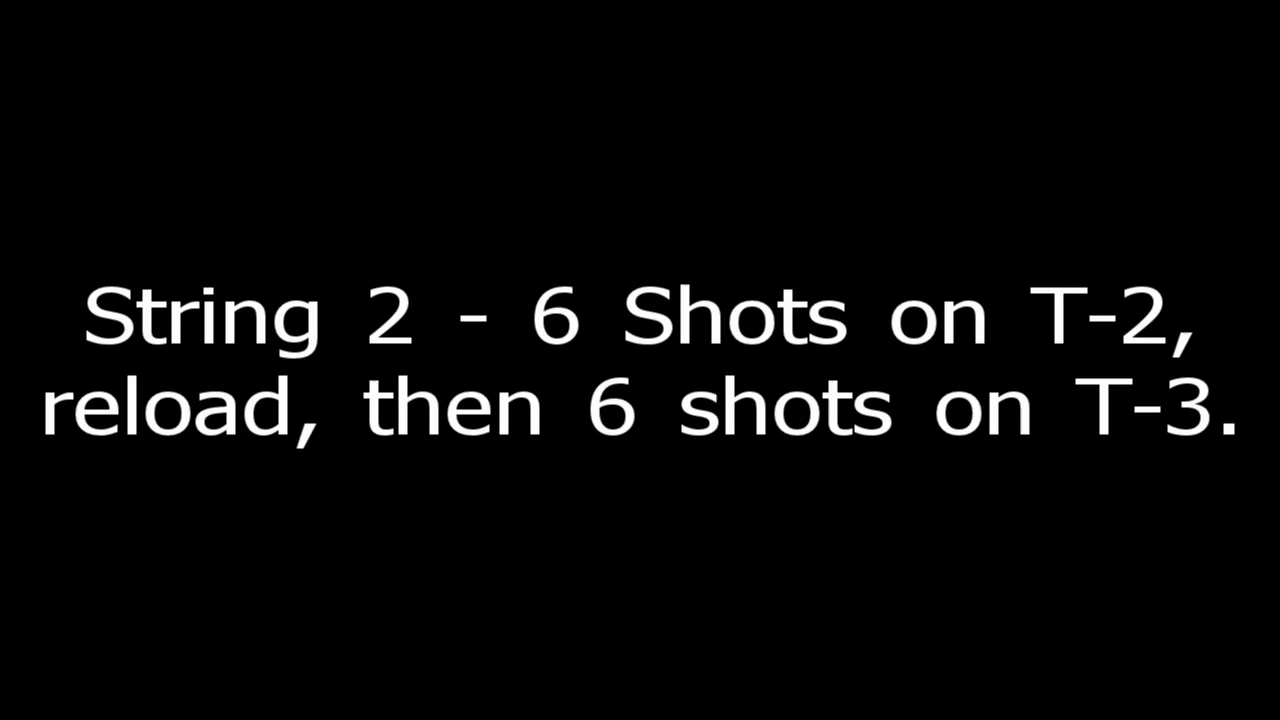 String 2 - 6 Shots on T-2,
reload, then 6 shots on T-3.